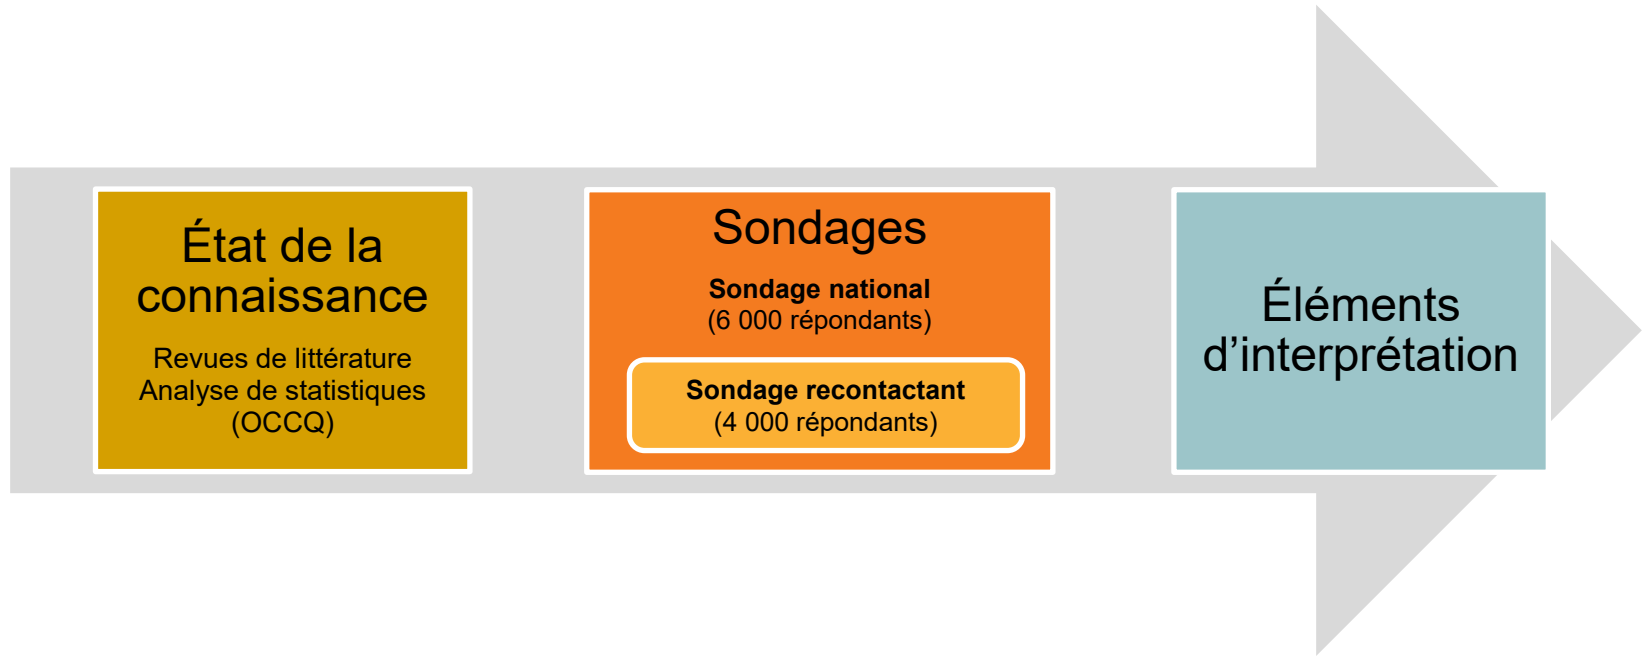 État de la
connaissance
Revues de littérature
Analyse de statistiques
(OCCQ)
Sondages
Sondage national
(6 000 répondants)
Sondage recontactant
(4 000 répondants)
Éléments
d’interprétation